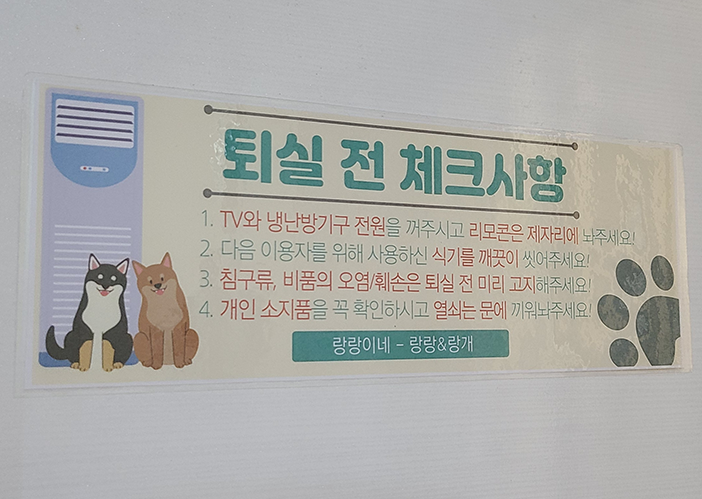 퇴실 전 체크사항
1. TV와 냉난방기구 전원을 꺼주시고 리모콘은 제자리에 놔주세요!
2. 다음 이용자를 위해 사용하신 식기를 깨끗이 씻어주세요!
3. 침구류, 비품의 오염/훼손은 퇴실 전 미리 고지해주세요!
4. 개인 소지품을 꼭 확인하시고 열쇠는 문에 끼워놔주세요!
랑랑이네 - 랑랑&랑개